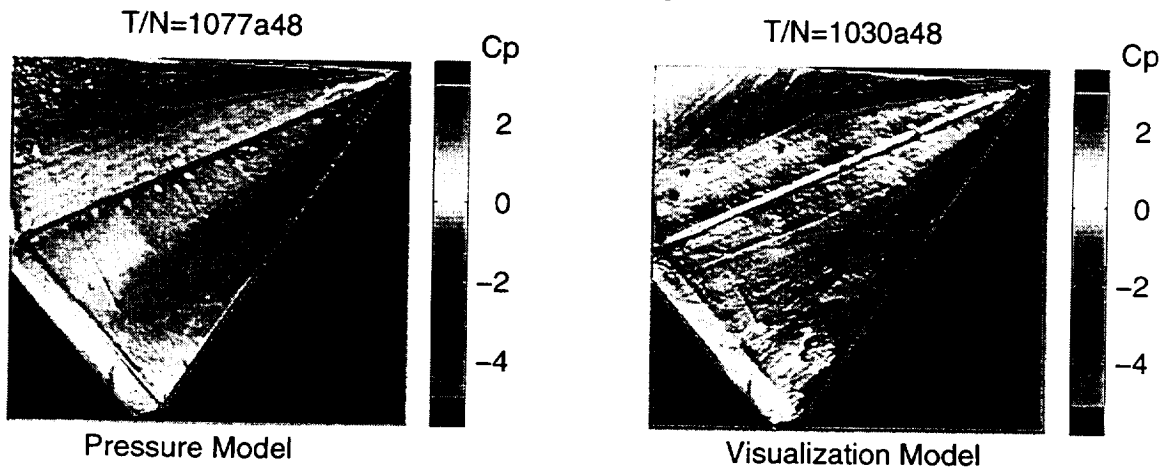 T/N=1077a48
Cp
2
0
−2
−4
Pressure Model
T/N=1030a48
Cp
2
0
−2
−4
Visualization Model